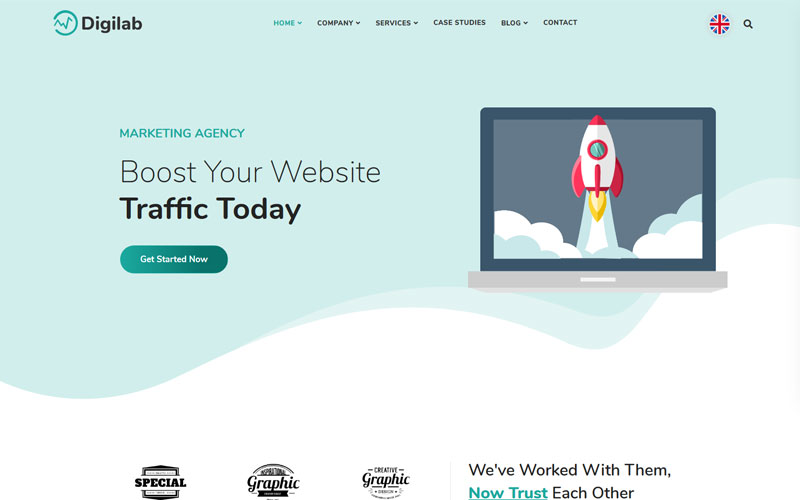 Digilab
HOME
COMPANY
SERVICES
CASE STUDIES
BLOG
CONTACT
MARKETING AGENCY
Boost Your Website
Traffic Today
Get Started Now
SPECIAL
INSPIRATIONAL
Graphic
CREATIVE
Graphic
DESIGN
We've Worked With Them,
Now Trust Each Other